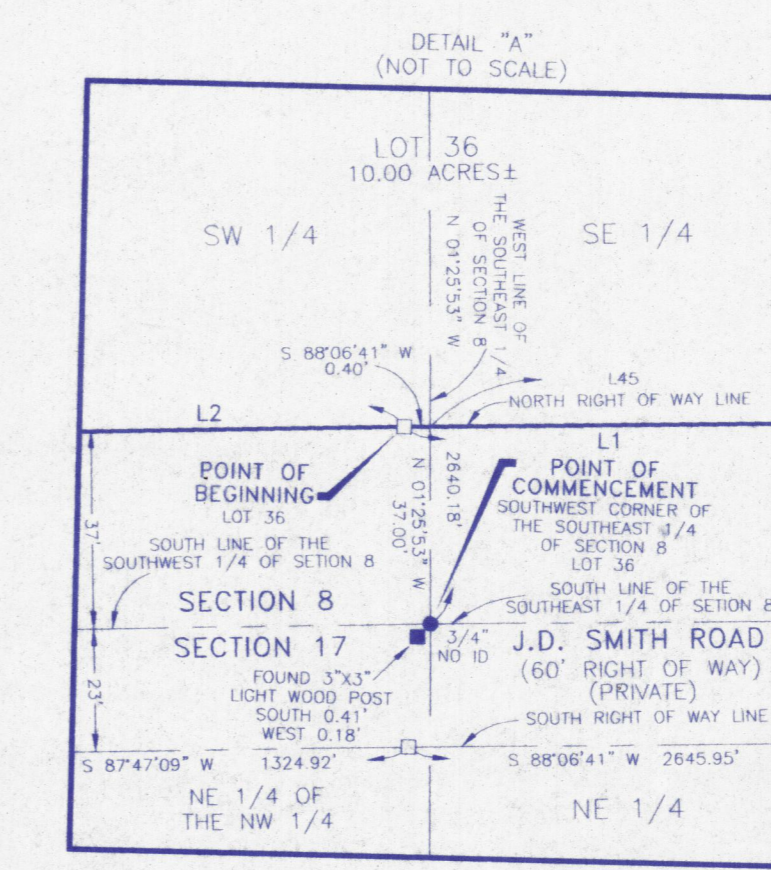 DETAIL "A"
(NOT TO SCALE)
LOT 36
10.00 ACRES±
SW 1/4
SE 1/4
WEST LINE OF
THE SOUTHEAST 1/4
OF SECTION 8
N 01°25'53" W
S 88°06'41" W
0.40'
L45
NORTH RIGHT OF WAY LINE
L2
L1
2640.18'
N 01°25'53" W
37.00'
POINT OF
BEGINNING
LOT 36
POINT OF
COMMENCEMENT
SOUTHWEST CORNER OF
THE SOUTHEAST 1/4
OF SECTION 8
LOT 36
37'
SOUTH LINE OF THE
SOUTHWEST 1/4 OF SETION 8
SOUTH LINE OF THE
SOUTHEAST 1/4 OF SETION 8
SECTION 8
SECTION 17
3/4"
NO ID
J.D. SMITH ROAD
(60' RIGHT OF WAY)
(PRIVATE)
FOUND 3"X3"
LIGHT WOOD POST
SOUTH 0.41'
WEST 0.18'
23'
SOUTH RIGHT OF WAY LINE
S 87°47'09" W 1324.92'
S 88°06'41" W 2645.95'
NE 1/4 OF
THE NW 1/4
NE 1/4